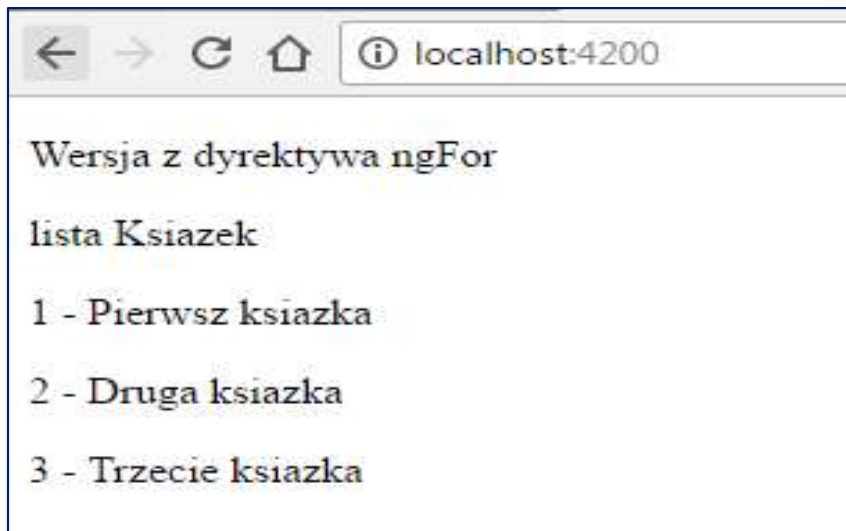 localhost:4200
Wersja z dyrektywa ngFor
lista Ksiazek
1 - Pierwsz ksiazka
2 - Druga ksiazka
3 - Trzecie ksiazka